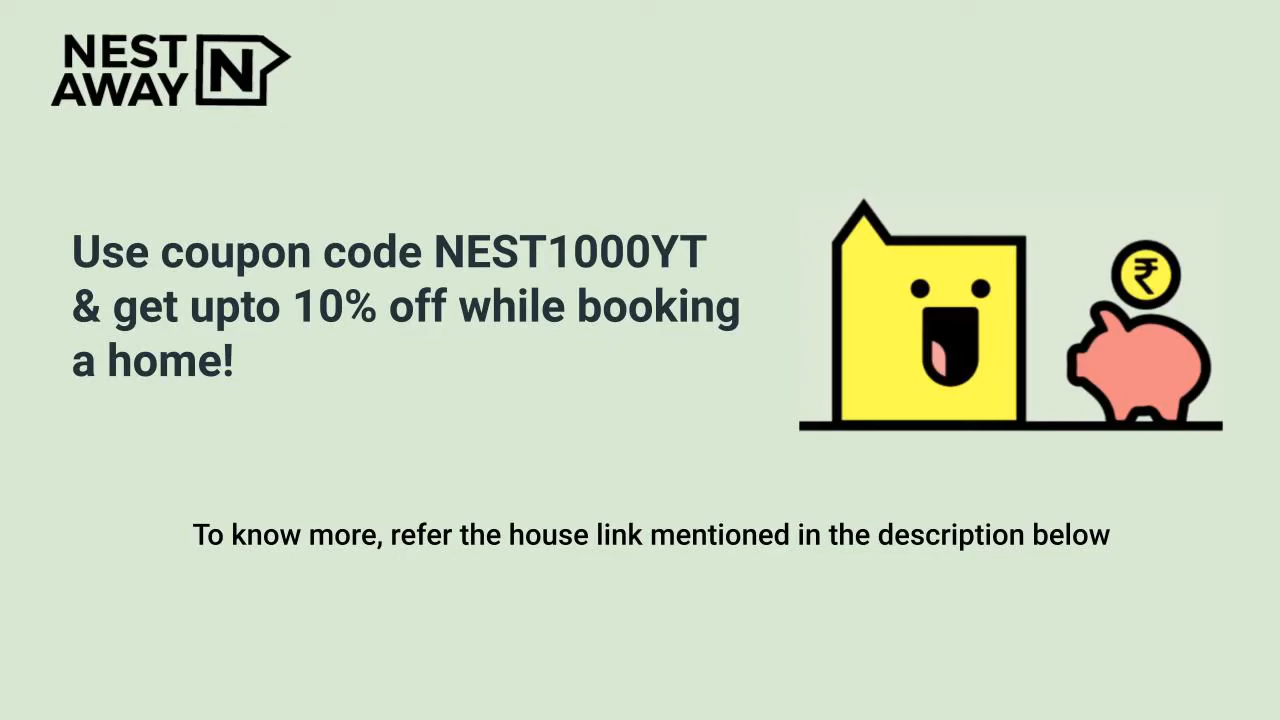 NEST
AWAY N
Use coupon code NEST1000YT
& get upto 10% off while booking
a home!
₹
To know more, refer the house link mentioned in the description below